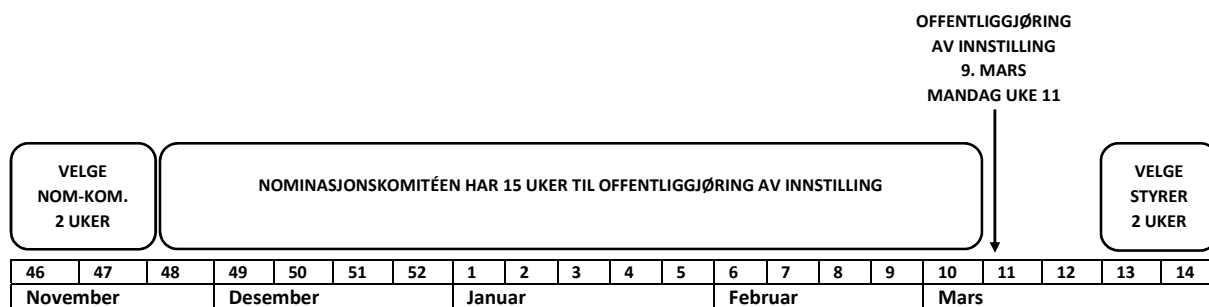 OFFENTLIGGJØRING
AV INNSTILLING
9. MARS
MANDAG UKE 11
VELGE
NOM-KOM.
2 UKER
NOMINASJONSKOMITÉEN HAR 15 UKER TIL OFFENTLIGGJØRING AV INNSTILLING
VELGE
STYRER
2 UKER
46 47 48 49 50 51 52 1 2 3 4 5 6 7 8 9 10 11 12 13 14
November Desember Januar Februar Mars